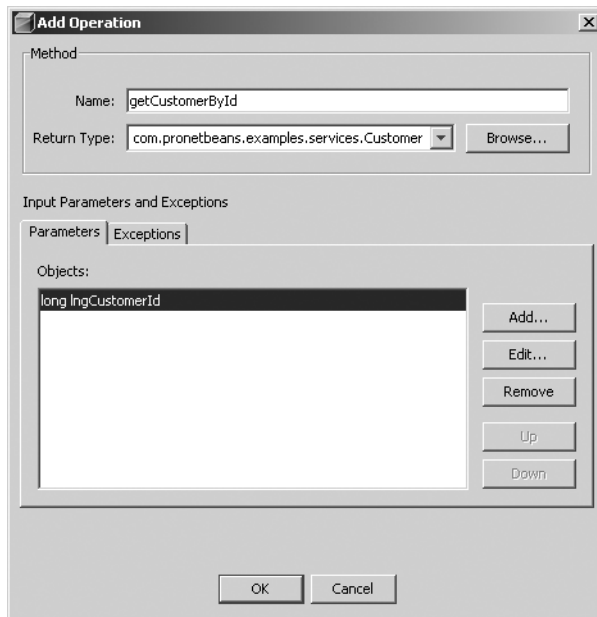 Add Operation
Method
Name: getCustomerById
Return Type: com.pronetbeans.examples.services.Customer Browse...
Input Parameters and Exceptions
Parameters Exceptions
Objects:
long lngCustomerId
Add...
Edit...
Remove
Up
Down
OK Cancel